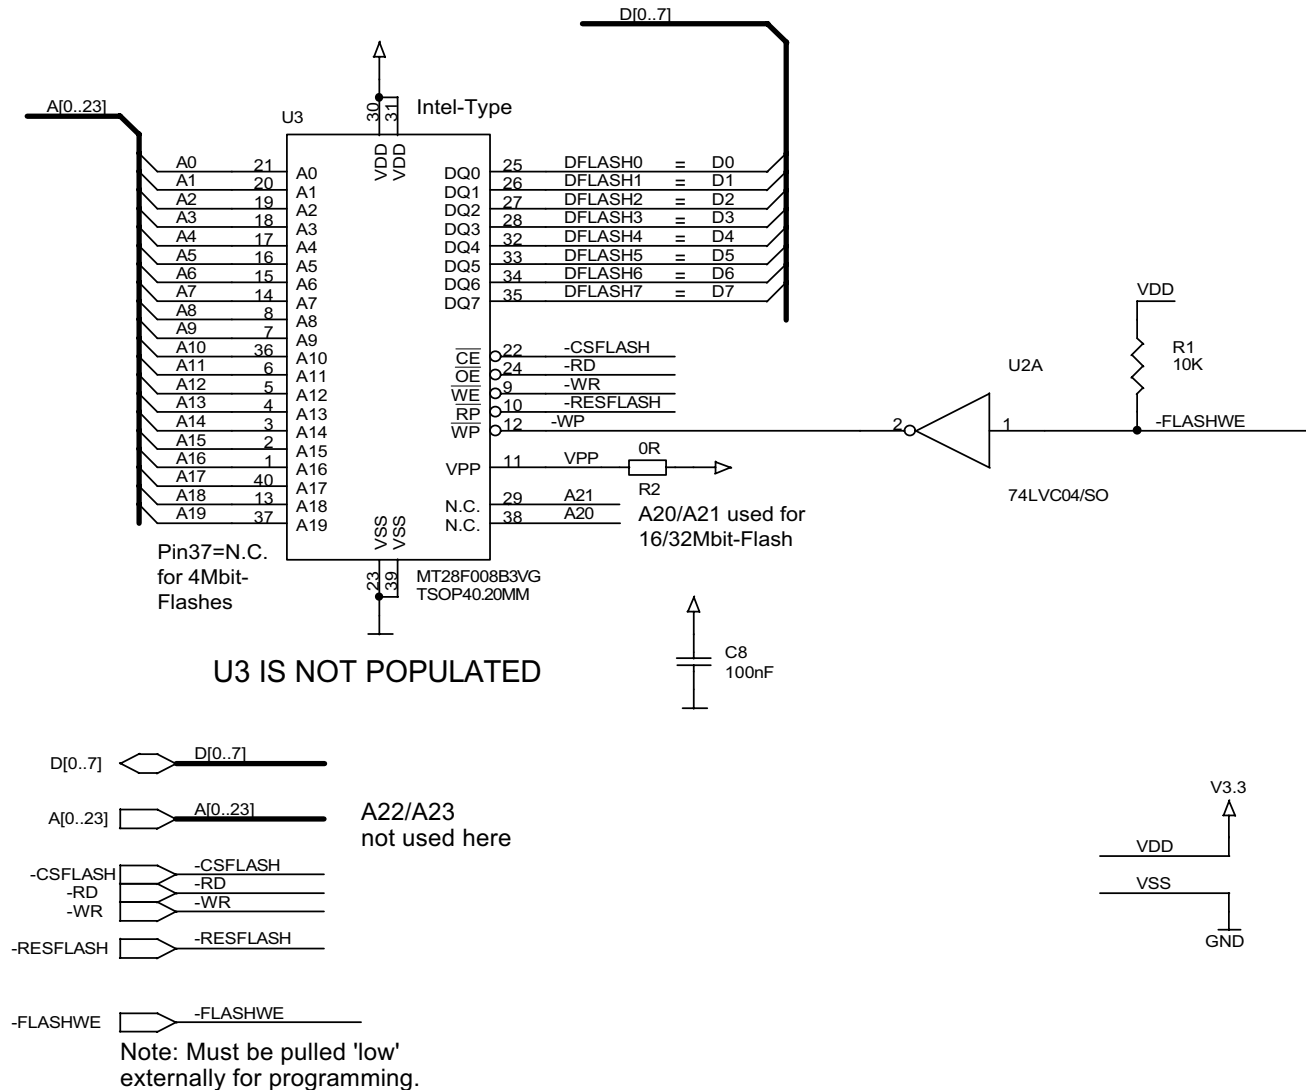 D[0..7]
A[0..23]
U3
30
31
Intel-Type
VDD
VDD
A0 21 A0 DQ0 25 DFLASH0 = D0
A1 20 A1 DQ1 26 DFLASH1 = D1
A2 19 A2 DQ2 27 DFLASH2 = D2
A3 18 A3 DQ3 28 DFLASH3 = D3
A4 17 A4 DQ4 32 DFLASH4 = D4
A5 16 A5 DQ5 33 DFLASH5 = D5
A6 15 A6 DQ6 34 DFLASH6 = D6
A7 14 A7 DQ7 35 DFLASH7 = D7
A8 8 A8
A9 7 A9
A10 36 A10 CE 22 -CSFLASH
A11 6 A11 OE 24 -RD
A12 5 A12 WE 9 -WR
A13 4 A13 RP 10 -RESFLASH
A14 3 A14 WP 12 -WP
A15 2 A15
A16 1 A16 VPP 11 VPP 0R
R2
A17 40 A17
A18 13 A18 N.C. 29 A21
A19 37 A19 N.C. 38 A20
VDD
R1
10K
U2A
2
1
-FLASHWE
74LVC04/SO
A20/A21 used for
16/32Mbit-Flash
VSS
VSS
23
39
Pin37=N.C.
for 4Mbit-
Flashes
MT28F008B3VG
TSOP40.20MM
U3 IS NOT POPULATED
C8
100nF
D[0..7] D[0..7]
A[0..23] A[0..23]
A22/A23
not used here
-CSFLASH -CSFLASH
-RD -RD
-WR -WR
-RESFLASH -RESFLASH
-FLASHWE -FLASHWE
Note: Must be pulled 'low'
externally for programming.
V3.3
VDD
VSS
GND